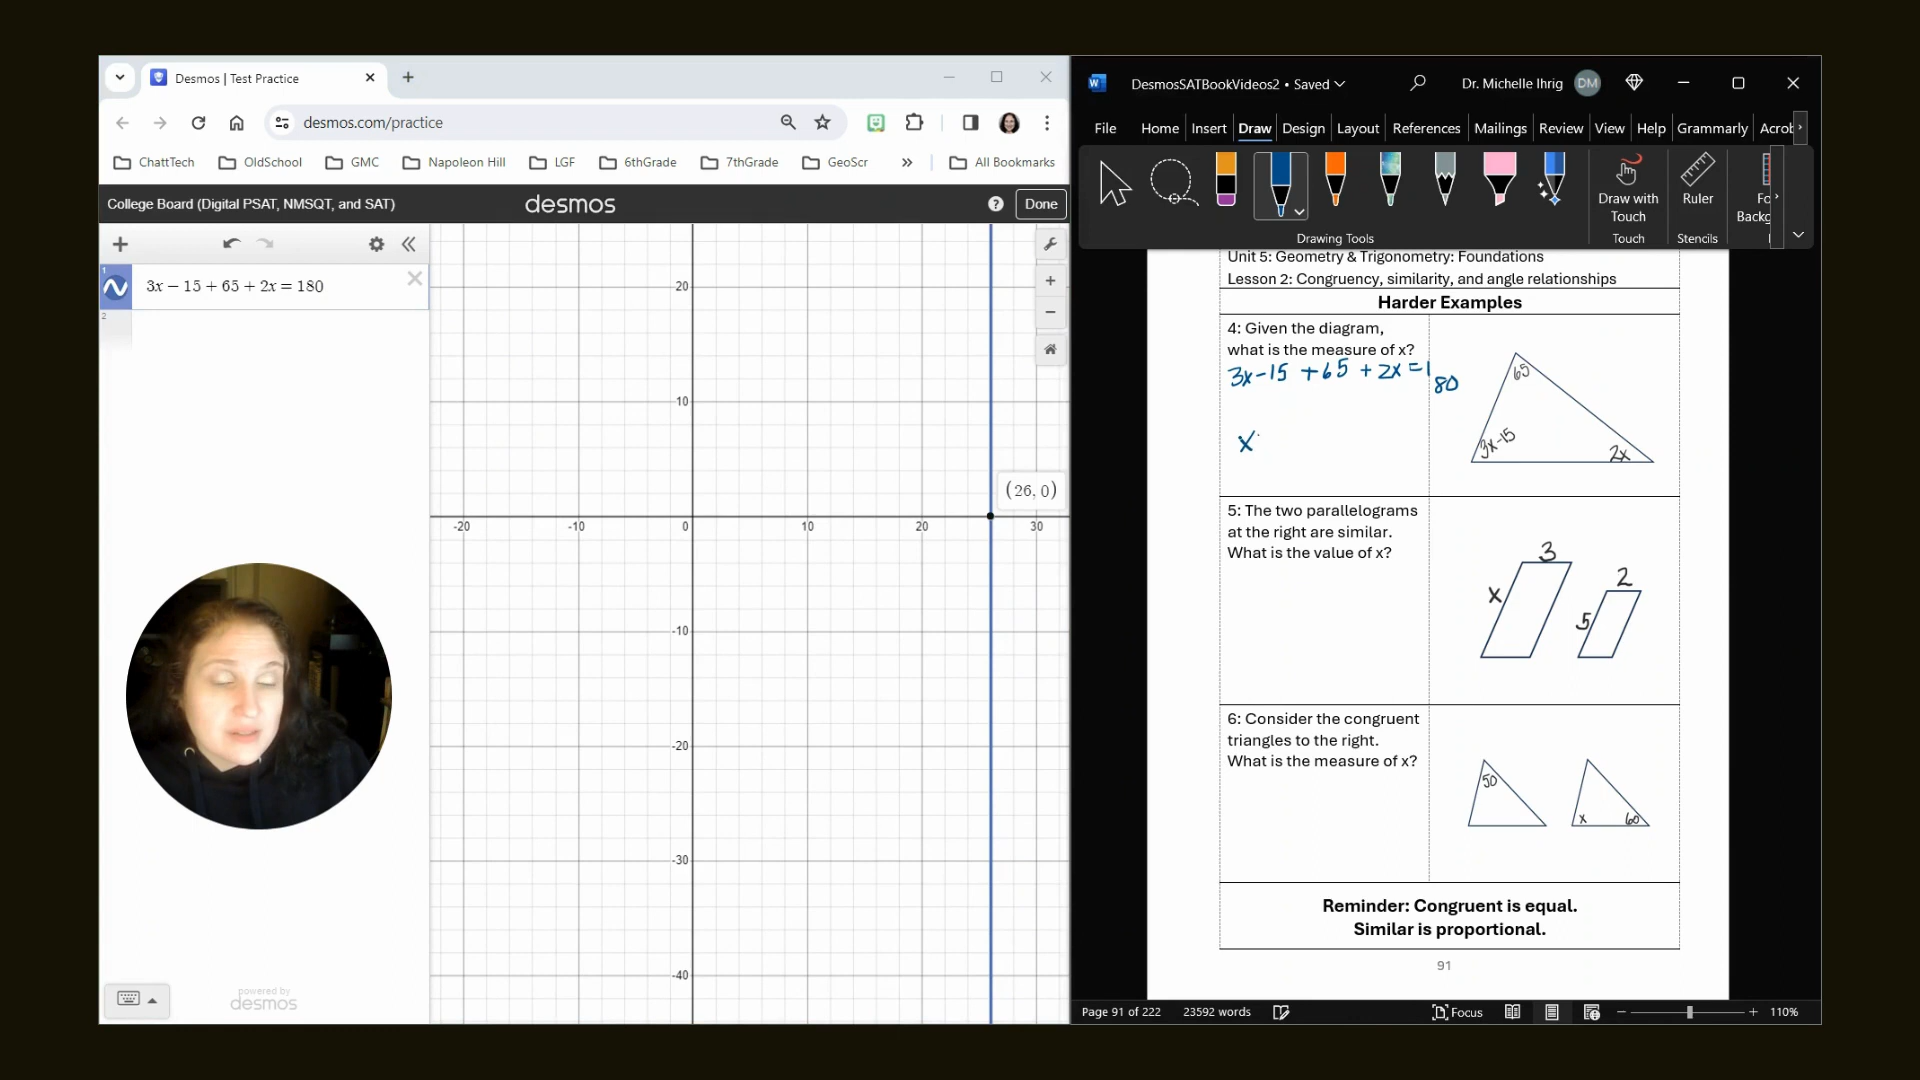 Desmos | Test Practice
desmos.com/practice
ChattTech OldSchool GMC Napoleon Hill LGF 6thGrade 7thGrade GeoScr » All Bookmarks
College Board (Digital PSAT, NMSQT, and SAT) desmos Done
1
3x − 15 + 65 + 2x = 180
2
20
10
(26, 0)
-20 -10 0 10 20 30
-10
-20
-30
-40
powered by
desmos
DesmosSATBookVideos2 • Saved Dr. Michelle Ihrig DM
File Home Insert Draw Design Layout References Mailings Review View Help Grammarly Acrob
Draw with Touch
Ruler
Drawing Tools Touch Stencils
Unit 5: Geometry & Trigonometry: Foundations
Lesson 2: Congruency, similarity, and angle relationships
Harder Examples
4: Given the diagram,
what is the measure of x?
3x-15 +65 + 2x = 1
80
x
65
3x-15
2x
5: The two parallelograms
at the right are similar.
What is the value of x?
3
x
2
5
6: Consider the congruent
triangles to the right.
What is the measure of x?
50
x
60
Reminder: Congruent is equal.
Similar is proportional.
91
Page 91 of 222 23592 words Focus 110%